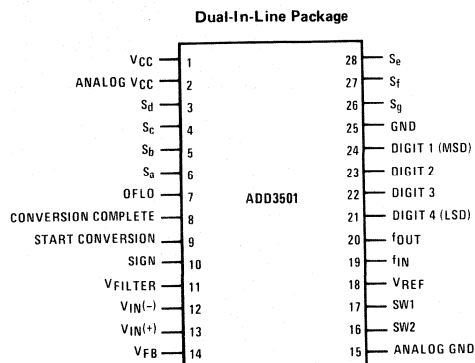 Dual-In-Line Package
VCC 1
ANALOG VCC 2
Sd 3
Sc 4
Sb 5
Sa 6
OFLO 7
CONVERSION COMPLETE 8
START CONVERSION 9
SIGN 10
VFILTER 11
VIN(-) 12
VIN(+) 13
VFB 14
ADD3501
28 Se
27 Sf
26 Sg
25 GND
24 DIGIT 1 (MSD)
23 DIGIT 2
22 DIGIT 3
21 DIGIT 4 (LSD)
20 fOUT
19 fIN
18 VREF
17 SW1
16 SW2
15 ANALOG GND